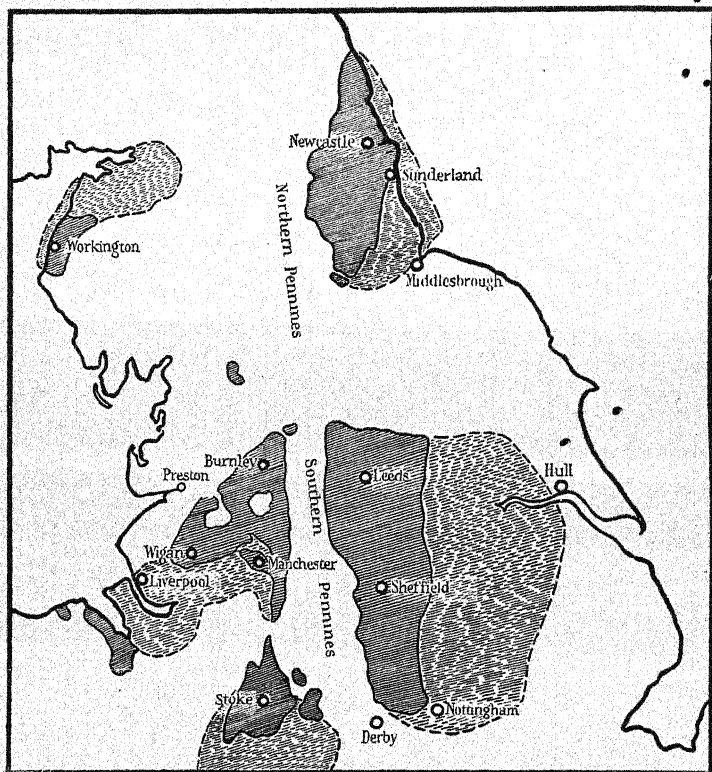 Newcastle
Sunderland
Northern Pennines
Workington
Middlesbrough
Burnley
Preston
Leeds
Hull
Southern Pennines
Wigan
Manchester
Liverpool
Sheffield
Stoke
Nottingham
Derby